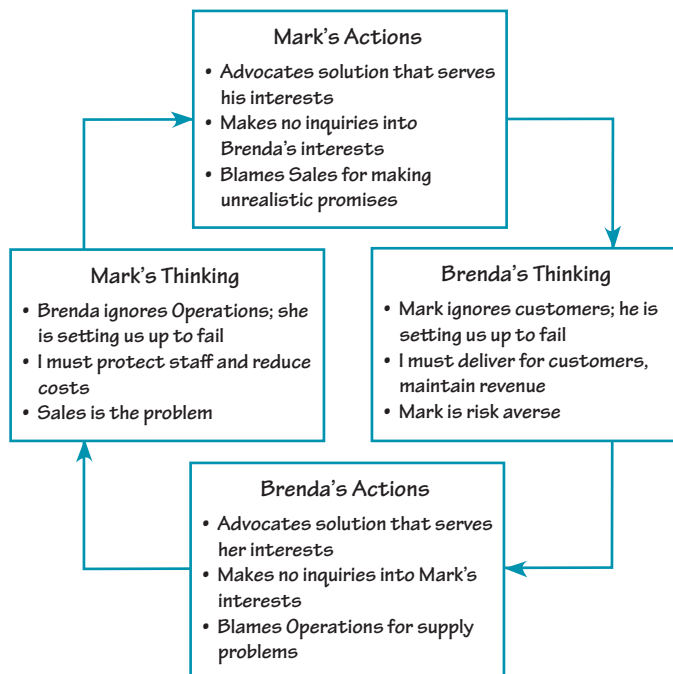 Mark's Actions
• Advocates solution that serves
his interests
• Makes no inquiries into
Brenda's interests
• Blames Sales for making
unrealistic promises
Mark's Thinking
• Brenda ignores Operations; she
is setting us up to fail
• I must protect staff and reduce
costs
• Sales is the problem
Brenda's Thinking
• Mark ignores customers; he is
setting us up to fail
• I must deliver for customers,
maintain revenue
• Mark is risk averse
Brenda's Actions
• Advocates solution that serves
her interests
• Makes no inquiries into Mark's
interests
• Blames Operations for supply
problems